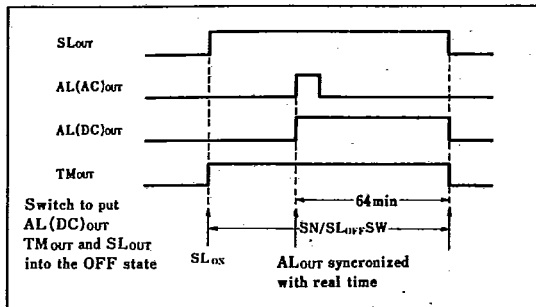 SLOUT
AL(AC)OUT
AL(DC)OUT
TMOUT
64min
Switch to put
AL(DC)OUT
TMOUT and SLOUT
into the OFF state
SN/SLOFFSW
SLON
ALOUT syncronized
with real time